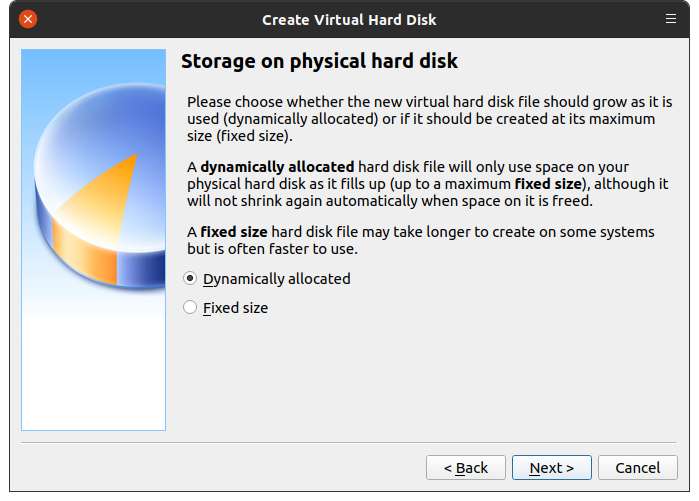 Create Virtual Hard Disk
Storage on physical hard disk
Please choose whether the new virtual hard disk file should grow as it is
used (dynamically allocated) or if it should be created at its maximum
size (fixed size).
A dynamically allocated hard disk file will only use space on your
physical hard disk as it fills up (up to a maximum fixed size), although it
will not shrink again automatically when space on it is freed.
A fixed size hard disk file may take longer to create on some systems
but is often faster to use.
Dynamically allocated
Fixed size
< Back Next > Cancel